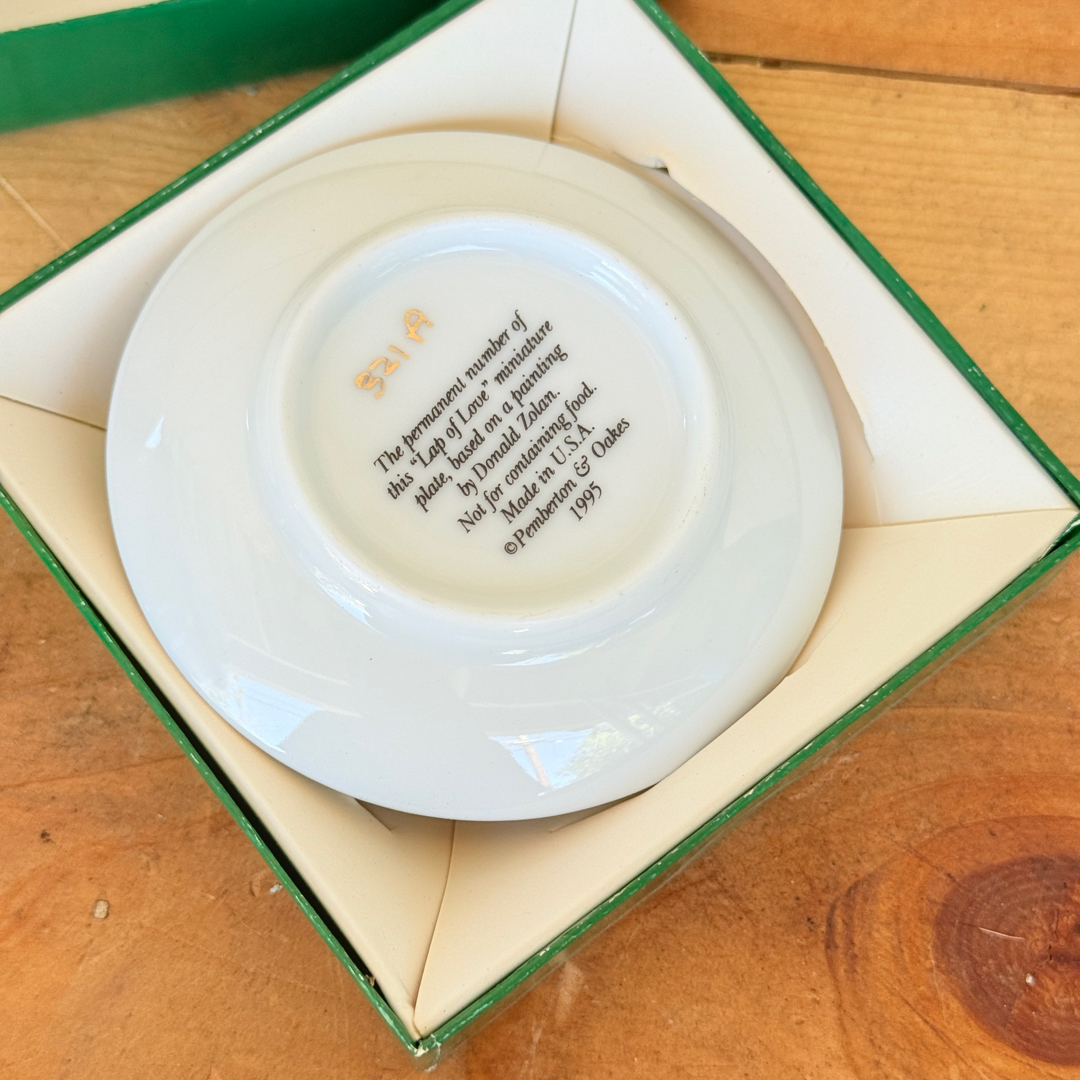 521 A
The permanent number of
this "Lap of Love" miniature
plate, based on a painting
by Donald Zolan.
Not for containing food.
Made in U.S.A.
©Pemberton & Oakes
1995